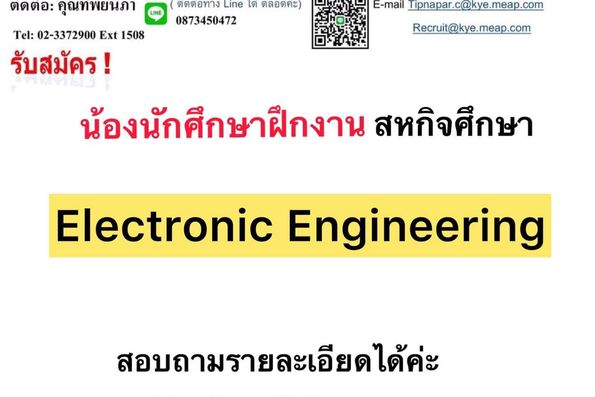 ติดต่อ: คุณทิพย์นภา
( ติดต่อทาง Line ได้ ตลอดค่ะ)
E-mail Tipnapar.c@kye.meap.com
0873450472
Recruit@kye.meap.com
Tel: 02-3372900 Ext 1508
รับสมัคร !
น้องนักศึกษาฝึกงาน สหกิจศึกษา
Electronic Engineering
สอบถามรายละเอียดได้ค่ะ